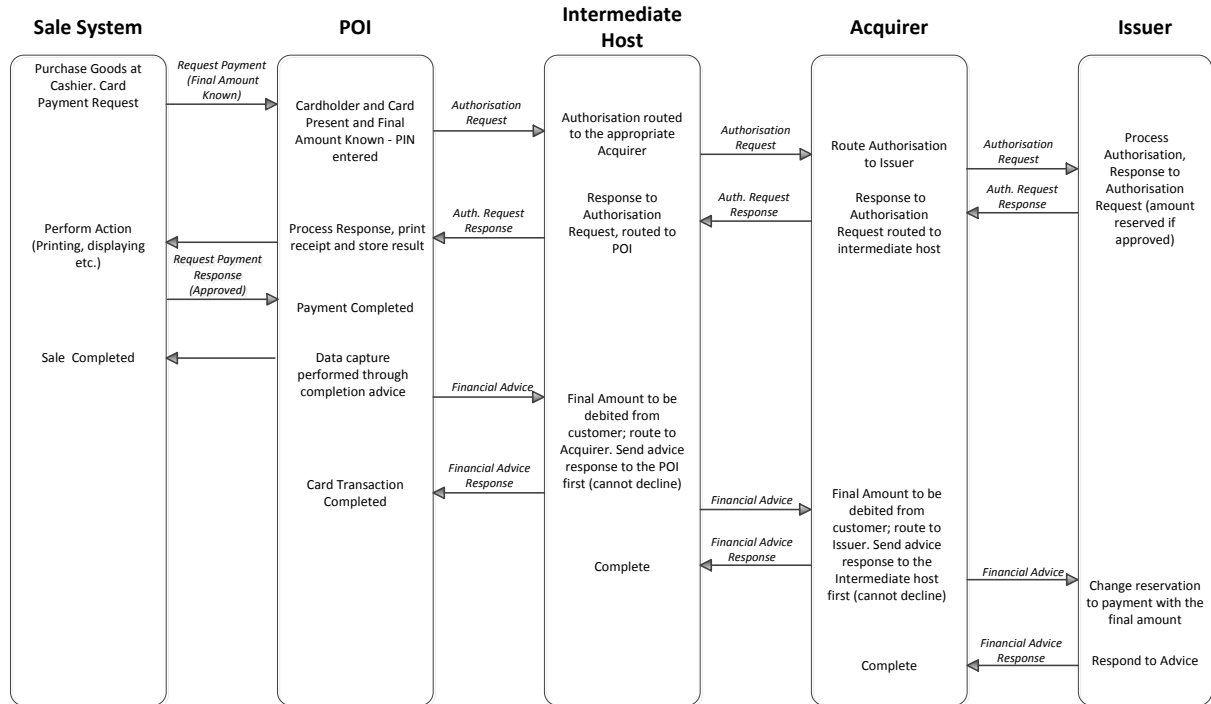 Sale System
POI
Intermediate
Host
Acquirer
Issuer
Purchase Goods at
Cashier. Card
Payment Request
Request Payment
(Final Amount
Known)
Cardholder and Card
Present and Final
Amount Known - PIN
entered
Authorisation
Request
Authorisation routed
to the appropriate
Acquirer
Authorisation
Request
Route Authorisation
to Issuer
Authorisation
Request
Process
Authorisation,
Response to
Authorisation
Request (amount
reserved if
approved)
Auth. Request
Response
Response to
Authorisation
Request routed to
intermediate host
Auth. Request
Response
Response to
Authorisation
Request, routed to
POI
Auth. Request
Response
Process Response, print
receipt and store result
Perform Action
(Printing, displaying
etc.)
Request Payment
Response
(Approved)
Payment Completed
Sale  Completed
Data capture
performed through
completion advice
Financial Advice
Final Amount to be
debited from
customer; route to
Acquirer. Send advice
response to the POI
first (cannot decline)
Financial Advice
Response
Card Transaction
Completed
Financial Advice
Final Amount to be
debited from
customer; route to
Issuer. Send advice
response to the
Intermediate host
first (cannot decline)
Financial Advice
Response
Complete
Financial Advice
Change reservation
to payment with the
final amount
Financial Advice
Response
Respond to Advice
Complete